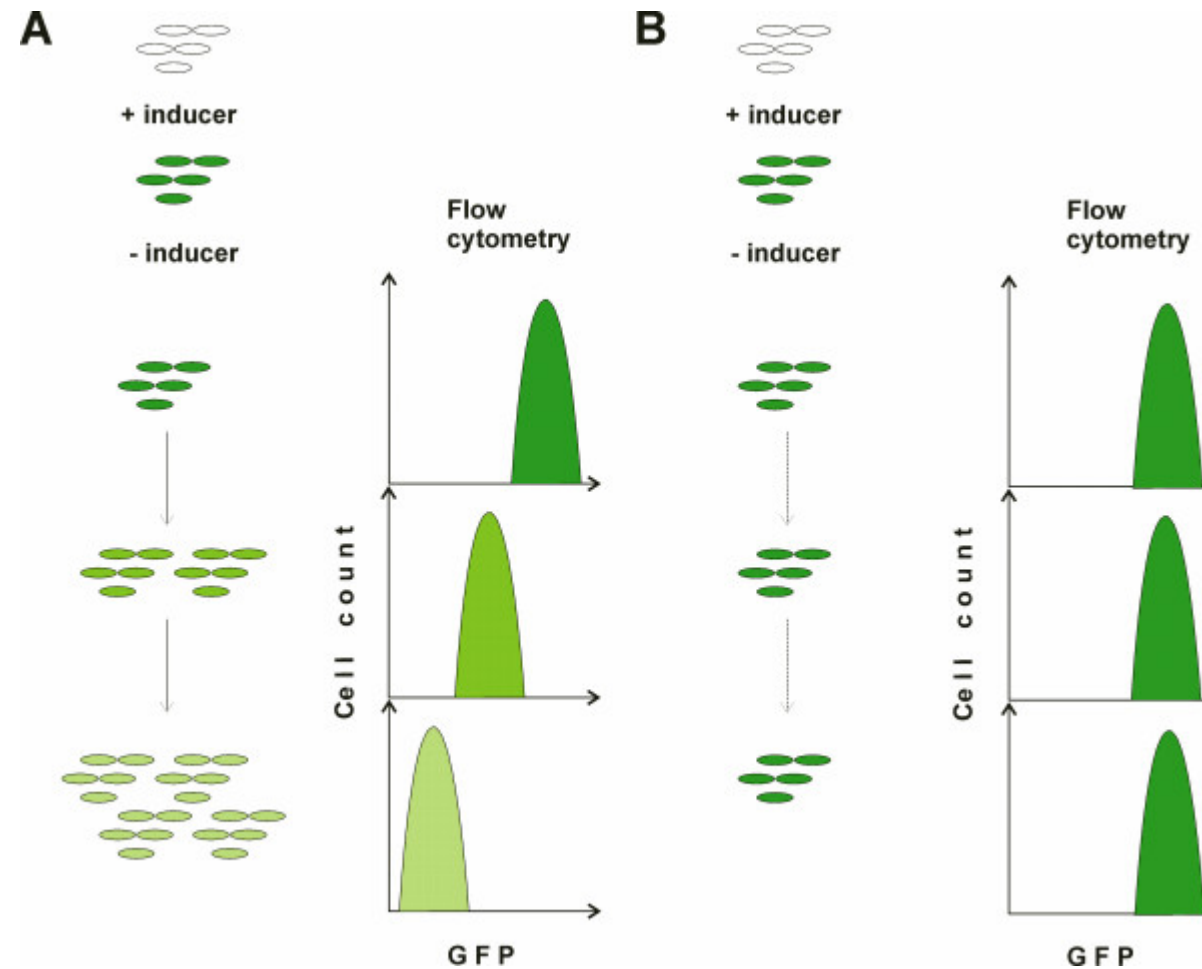 A
+ inducer
- inducer
Flow
cytometry
Cell count
GFP
B
+ inducer
- inducer
Flow
cytometry
Cell count
GFP